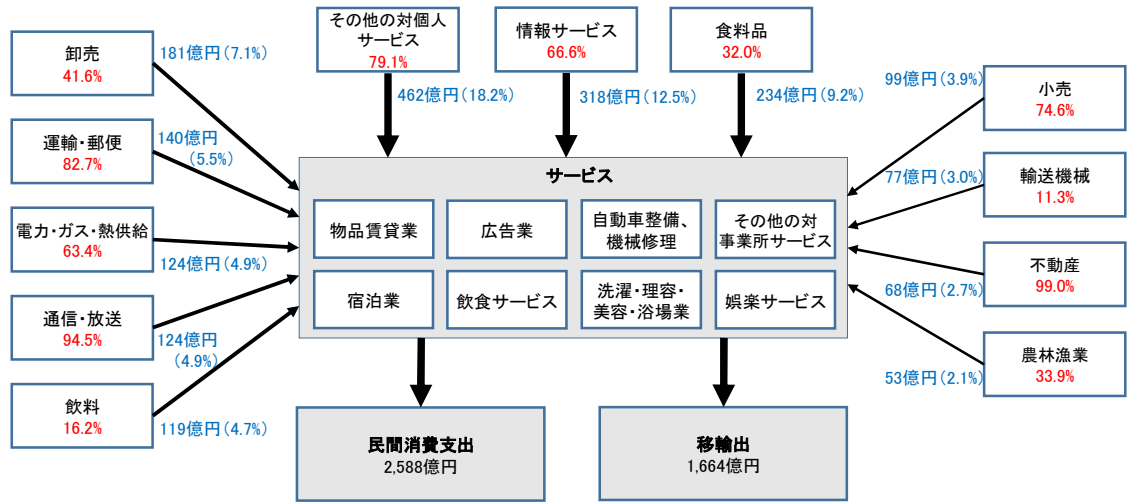 その他の対個人
サービス
79.1%
情報サービス
66.6%
食料品
32.0%
卸売
41.6%
181億円(7.1%)
462億円(18.2%)
318億円(12.5%)
234億円(9.2%)
99億円(3.9%)
小売
74.6%
運輸・郵便
82.7%
140億円
(5.5%)
77億円(3.0%)
輸送機械
11.3%
電力・ガス・熱供給
63.4%
124億円(4.9%)
サービス
物品賃貸業
広告業
自動車整備、
機械修理
その他の対
事業所サービス
宿泊業
飲食サービス
洗濯・理容・
美容・浴場業
娯楽サービス
不動産
99.0%
68億円(2.7%)
通信・放送
94.5%
124億円
(4.9%)
農林漁業
33.9%
53億円(2.1%)
飲料
16.2%
119億円(4.7%)
民間消費支出
2,588億円
移輸出
1,664億円